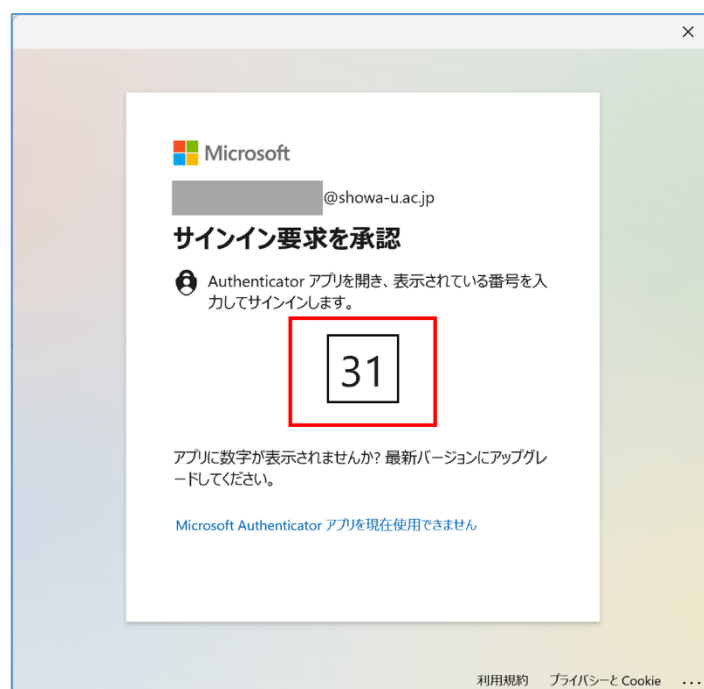 Microsoft
@showa-u.ac.jp
サインイン要求を承認
Authenticator アプリを開き、表示されている番号を入
力してサインインします。
31
アプリに数字が表示されませんか? 最新バージョンにアップグレ
ードしてください。
Microsoft Authenticator アプリを現在使用できません
利用規約 プライバシーと Cookie ...